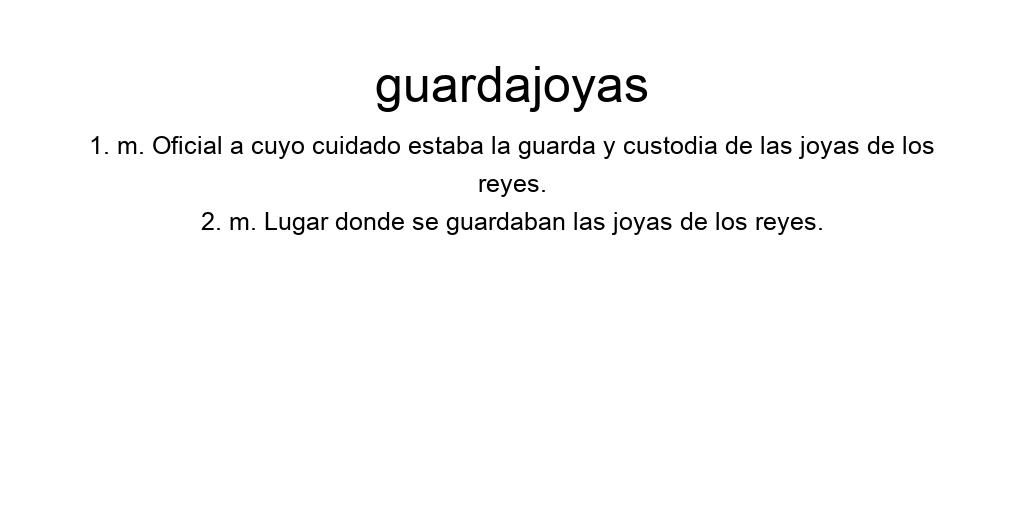 guardajoyas
1. m. Oficial a cuyo cuidado estaba la guarda y custodia de las joyas de los
reyes.
2. m. Lugar donde se guardaban las joyas de los reyes.